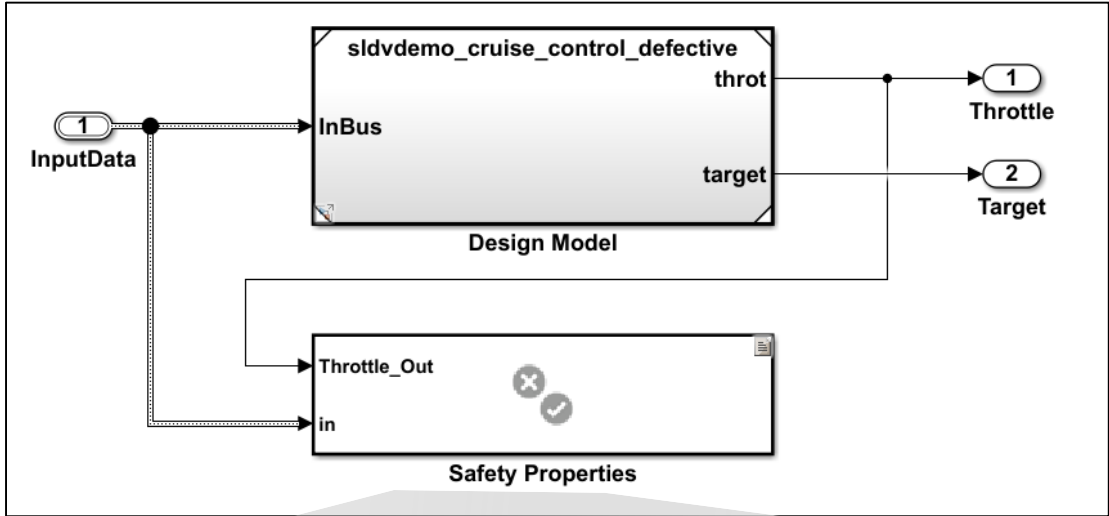 sldvdemo_cruise_control_defective
throt
1
Throttle
1
InputData
InBus
target
2
Target
Design Model
Throttle_Out
in
Safety Properties